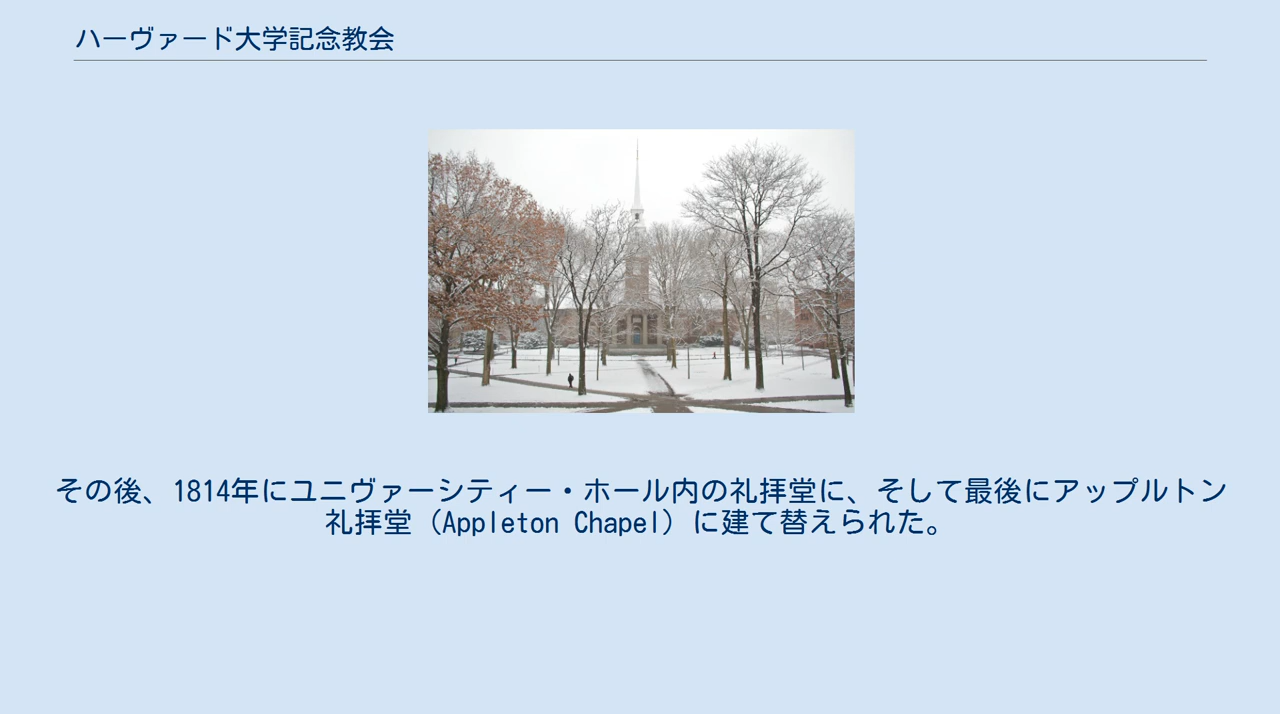 ハーヴァード大学記念教会
その後、1814年にユニヴァーシティー・ホール内の礼拝堂に、そして最後にアップルトン
礼拝堂（Appleton Chapel）に建て替えられた。